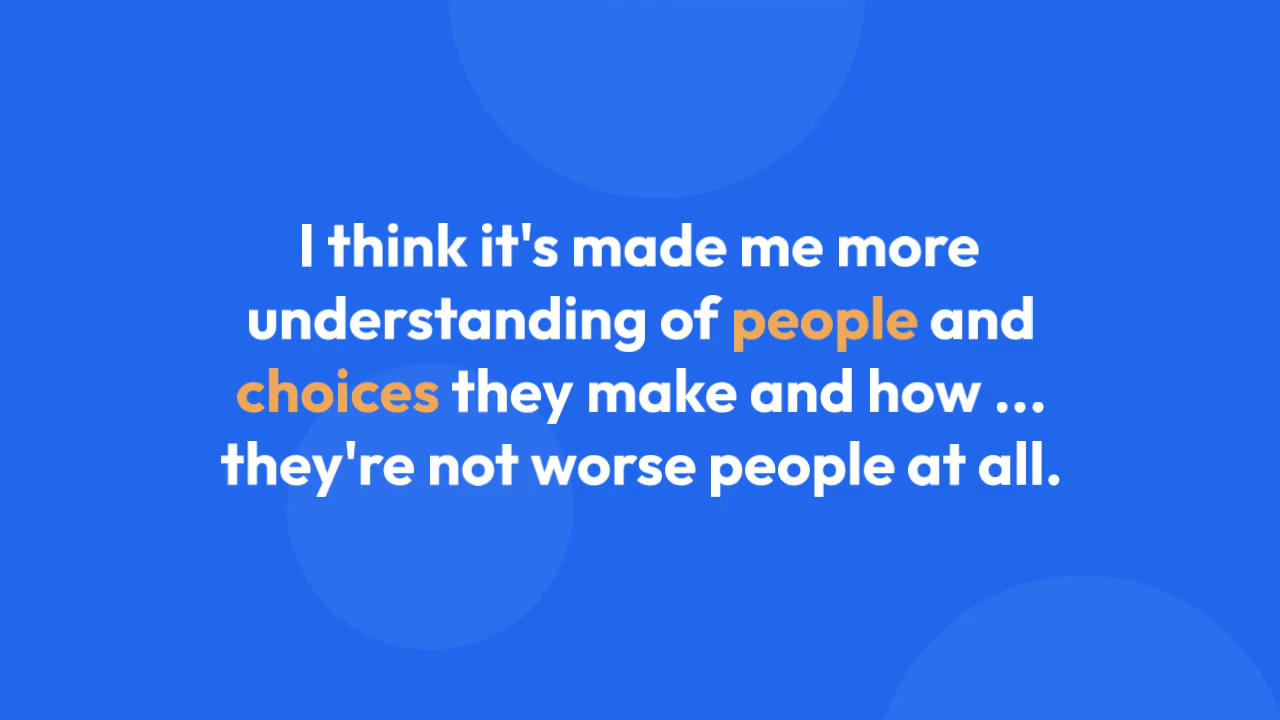 I think it's made me more
understanding of people and
choices they make and how ...
they're not worse people at all.